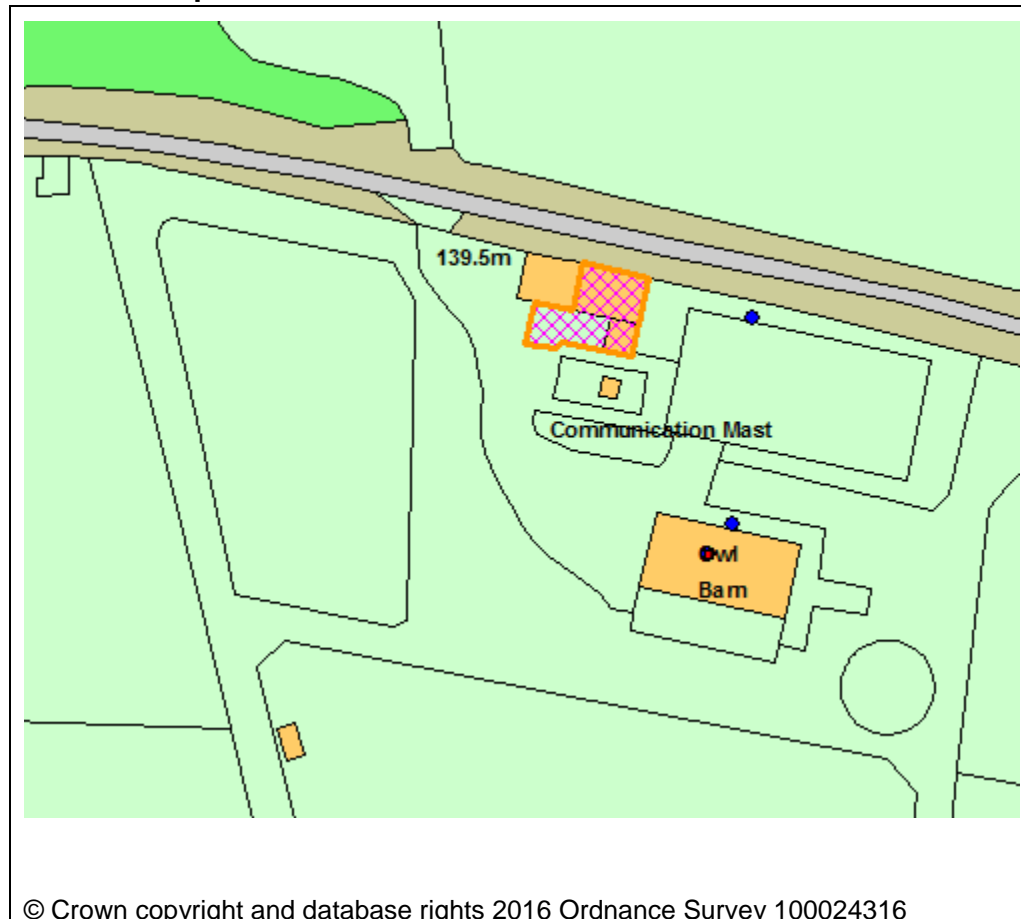 139.5m
Communication Mast
Owl
Barn
© Crown copyright and database rights 2016 Ordnance Survey 100024316